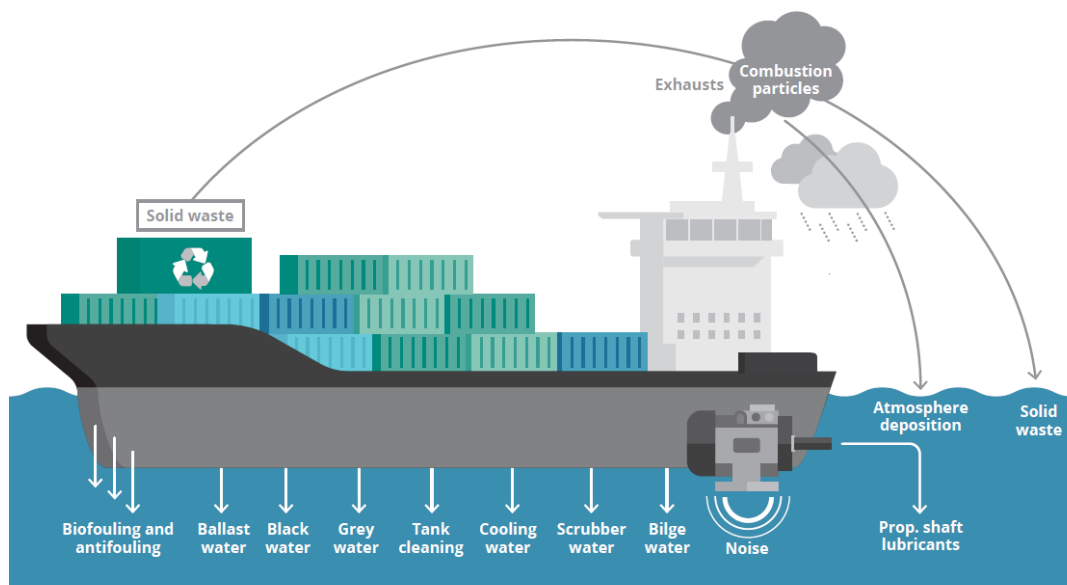 Combustion
particles
Exhausts
Solid waste
Atmosphere
deposition
Solid
waste
Biofouling and
antifouling
Ballast
water
Black
water
Grey
water
Tank
cleaning
Cooling
water
Scrubber
water
Bilge
water
Noise
Prop. shaft
lubricants